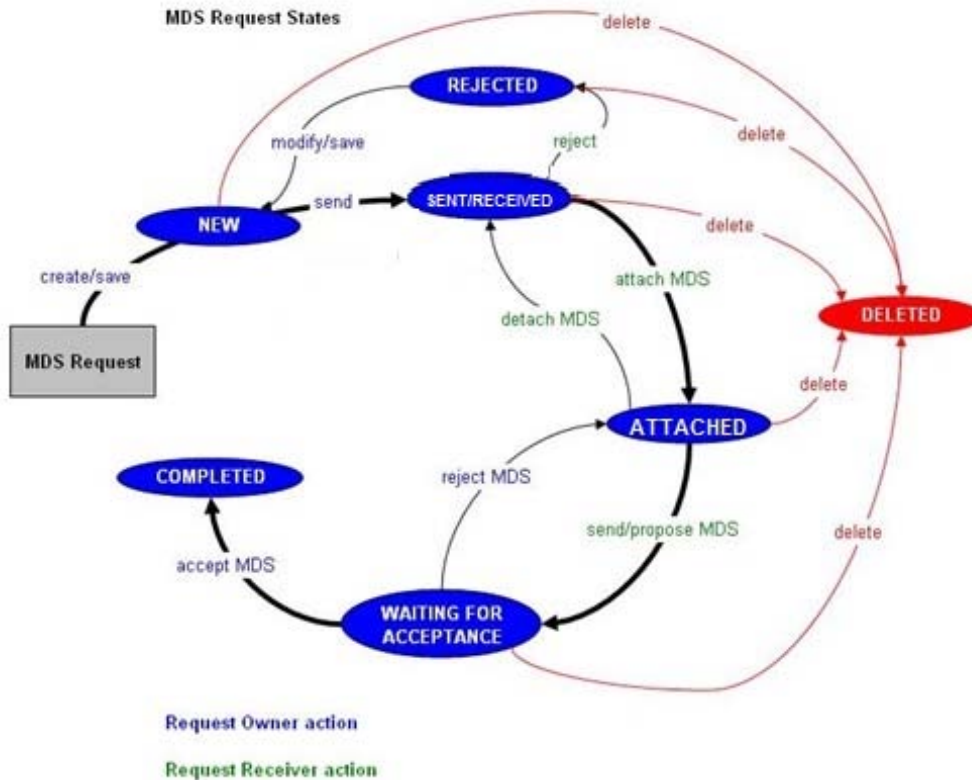 MDS Request States
delete
REJECTED
delete
modify/save
reject
SENT/RECEIVED
send
NEW
delete
create/save
attach MDS
detach MDS
DELETED
MDS Request
delete
ATTACHED
COMPLETED
reject MDS
send/propose MDS
delete
accept MDS
WAITING FOR
ACCEPTANCE
Request Owner action
Request Receiver action